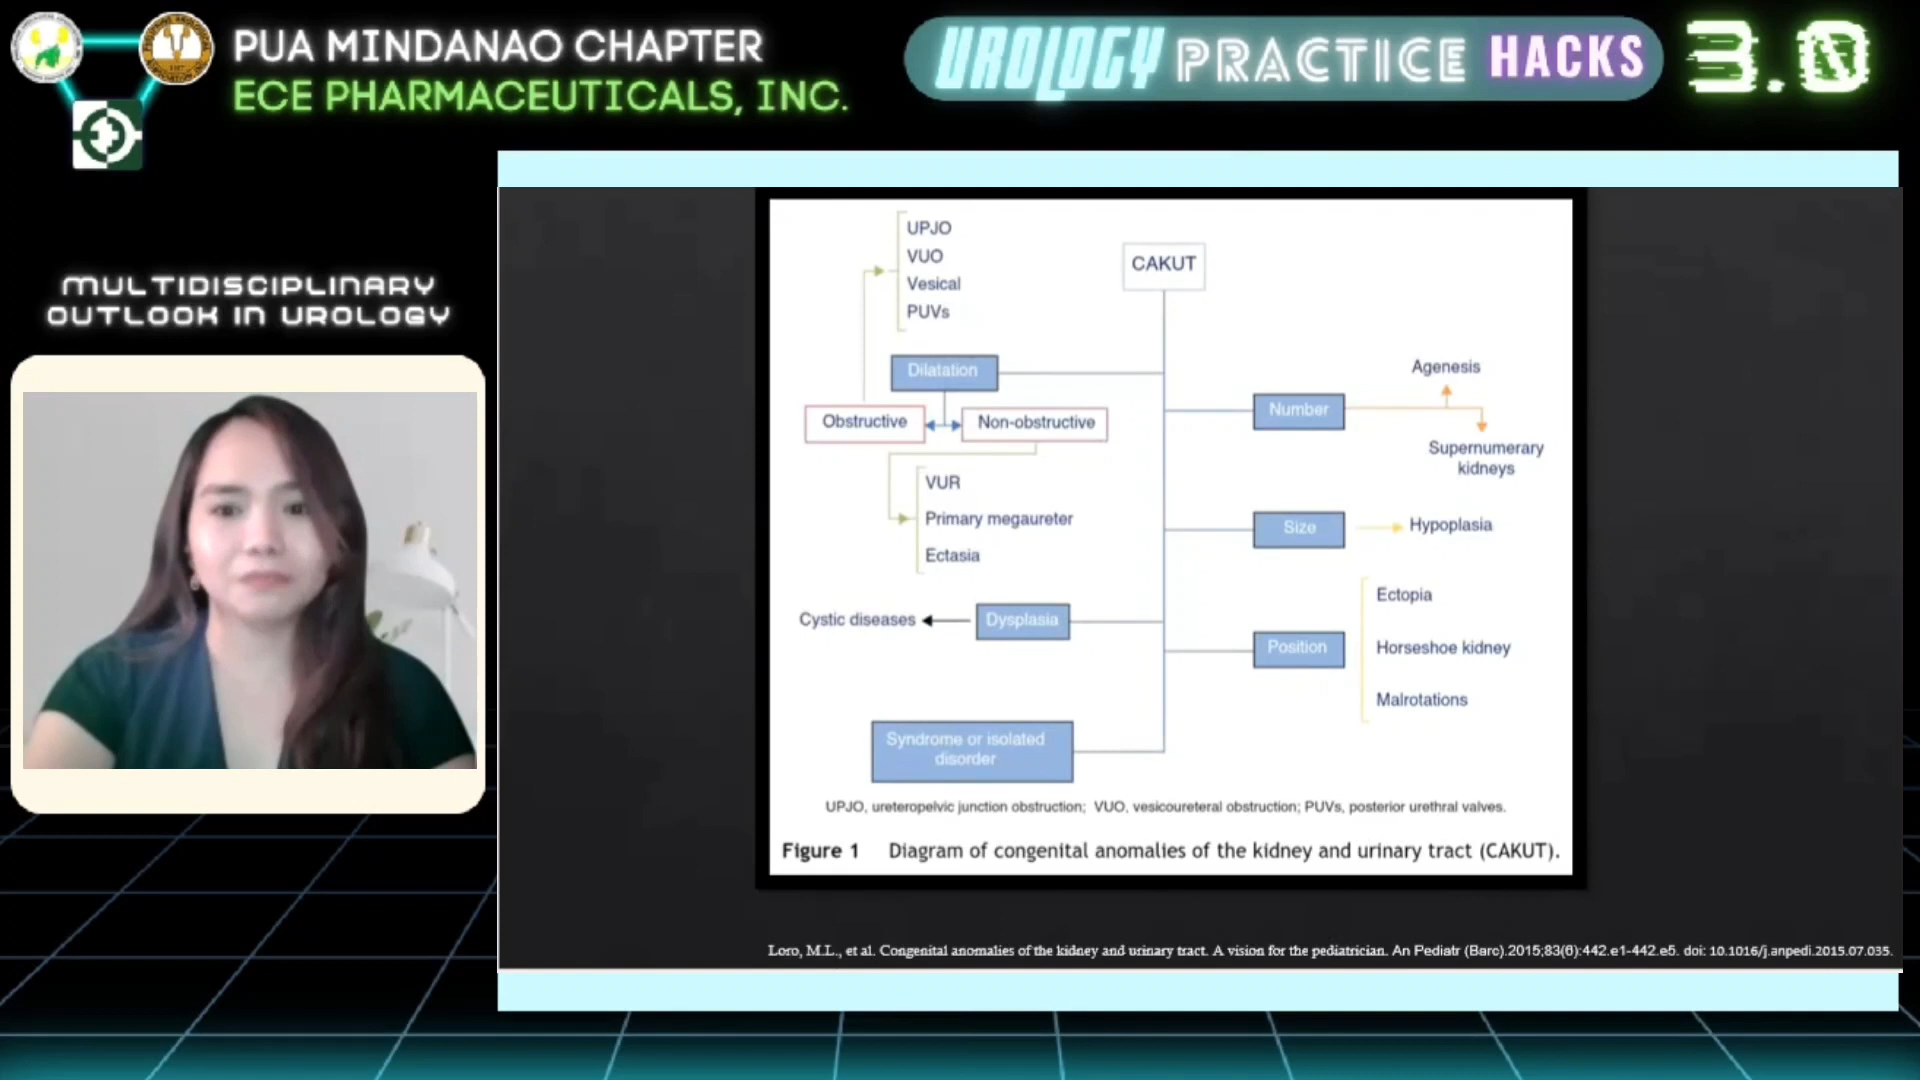 PUA MINDANAO CHAPTER
ECE PHARMACEUTICALS, INC.
UROLOGY PRACTICE HACKS 3.0
MULTIDISCIPLINARY
OUTLOOK IN UROLOGY
UPJO
VUO
Vesical
PUVs
CAKUT
Dilatation
Obstructive
Non-obstructive
VUR
Primary megaureter
Ectasia
Cystic diseases
Dysplasia
Syndrome or isolated
disorder
Number
Agenesis
Supernumerary
kidneys
Size
Hypoplasia
Position
Ectopia
Horseshoe kidney
Malrotations
UPJO, ureteropelvic junction obstruction; VUO, vesicoureteral obstruction; PUVs, posterior urethral valves.
Figure 1 Diagram of congenital anomalies of the kidney and urinary tract (CAKUT).
Loro, M.L., et al. Congenital anomalies of the kidney and urinary tract. A vision for the pediatrician. An Pediatr (Barc).2015;83(6):442.e1-442.e5. doi: 10.1016/j.anpedi.2015.07.035.